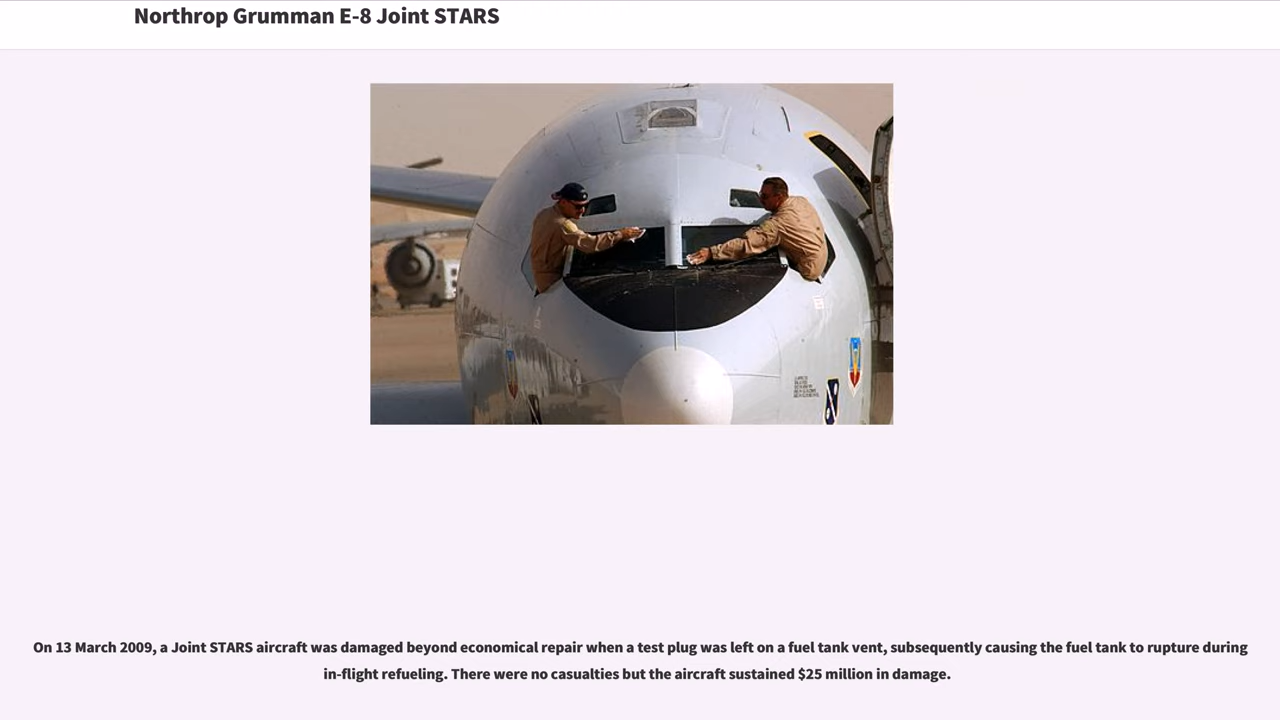 Northrop Grumman E-8 Joint STARS
On 13 March 2009, a Joint STARS aircraft was damaged beyond economical repair when a test plug was left on a fuel tank vent, subsequently causing the fuel tank to rupture during
in-flight refueling. There were no casualties but the aircraft sustained $25 million in damage.